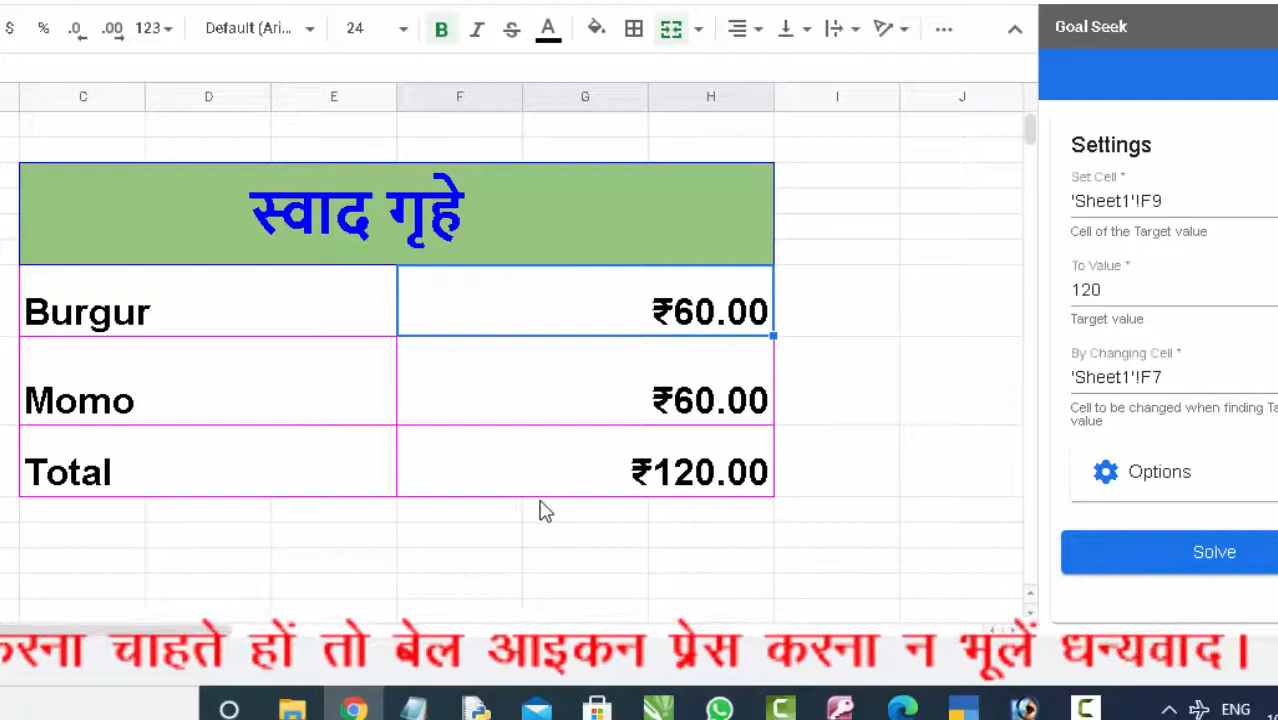 $ % .0 .00 123 Default (Ari... 24 B I S A ...
Goal Seek
C D E F G H I J
स्वाद गृहे
Burgur ₹60.00
Momo ₹60.00
Total ₹120.00
Settings
Set Cell *
'Sheet1'!F9
Cell of the Target value
To Value *
120
Target value
By Changing Cell *
'Sheet1'!F7
Cell to be changed when finding Ta
value
Options
Solve
करना चाहते हों तो बेल आइकन प्रेस करना न भूलें धन्यवाद।
ENG